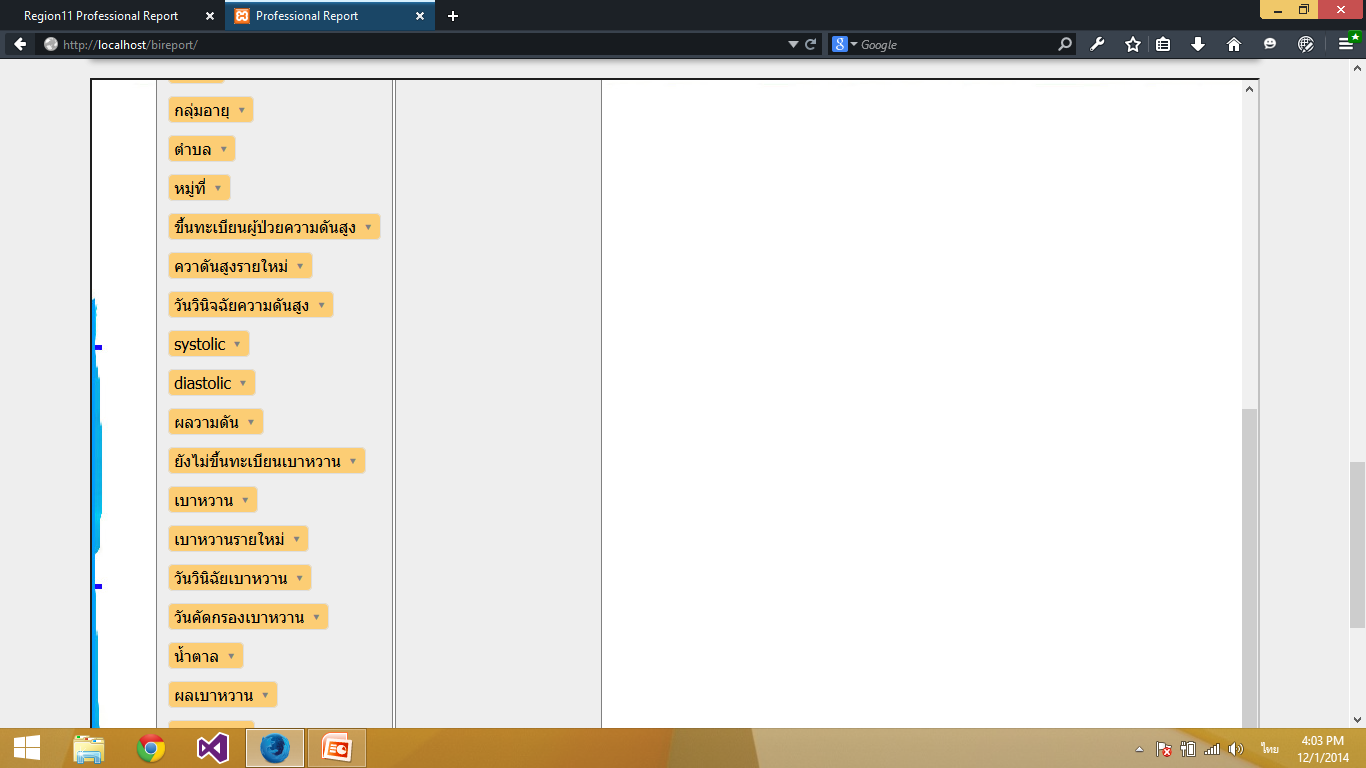 Region11 Professional Report
Professional Report
http://localhost/bireport/
Google
กลุ่มอายุ
ตำบล
หมู่ที่
ขึ้นทะเบียนผู้ป่วยความดันสูง
ควาดันสูงรายใหม่
วันวินิจฉัยความดันสูง
systolic
diastolic
ผลวามดัน
ยังไม่ขึ้นทะเบียนเบาหวาน
เบาหวาน
เบาหวานรายใหม่
วันวินิฉัยเบาหวาน
วันคัดกรองเบาหวาน
น้ำตาล
ผลเบาหวาน
ไทย
4:03 PM
12/1/2014